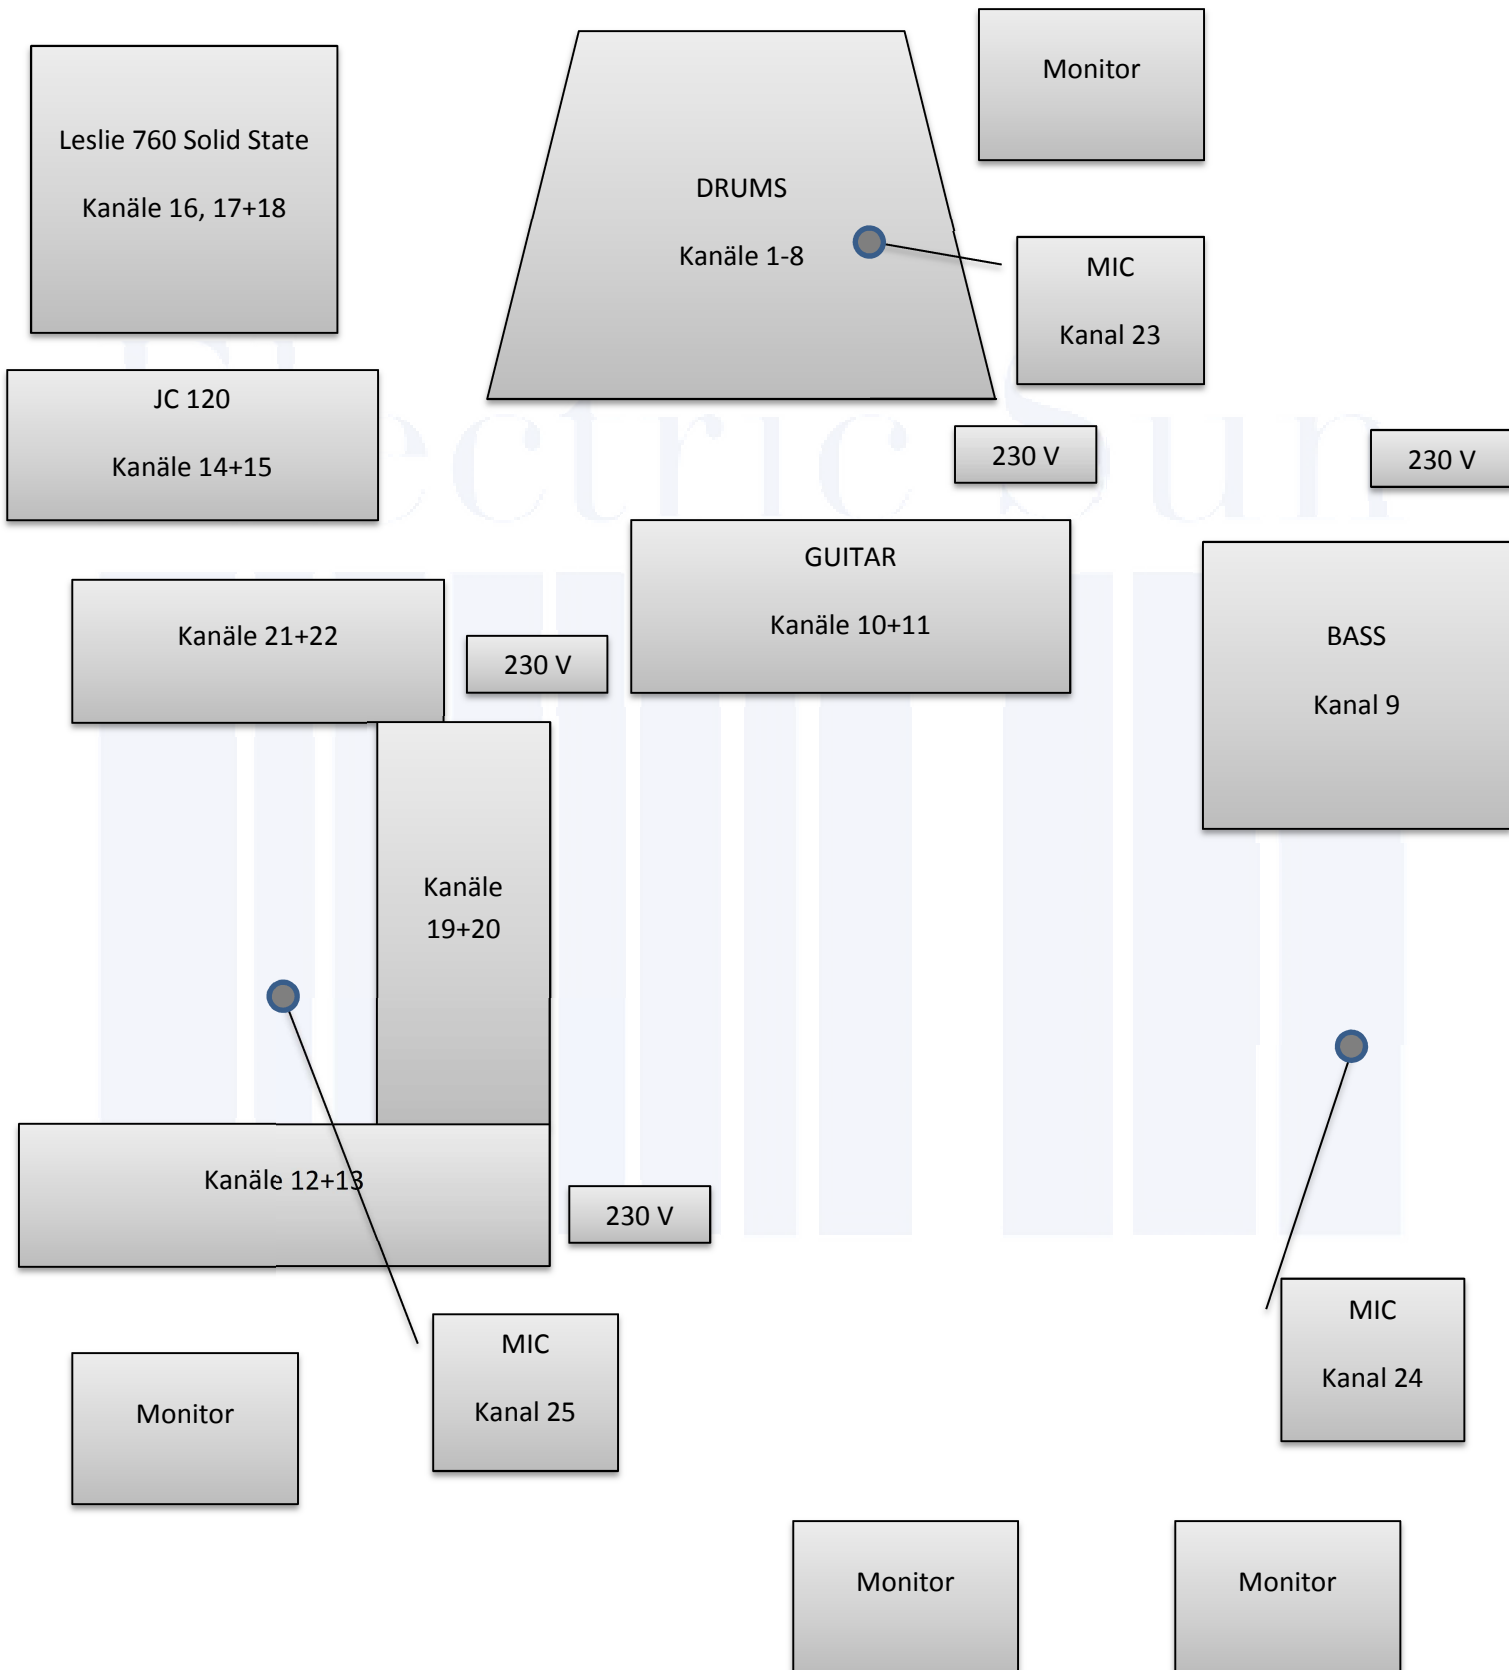 Monitor
Leslie 760 Solid State
Kanäle 16, 17+18
DRUMS
Kanäle 1-8
MIC
Kanal 23
JC 120
Kanäle 14+15
230 V
230 V
Electric Sun
GUITAR
Kanäle 10+11
Kanäle 21+22
230 V
BASS
Kanal 9
Kanäle
19+20
Kanäle 12+13
230 V
MIC
Kanal 25
MIC
Kanal 24
Monitor
Monitor
Monitor